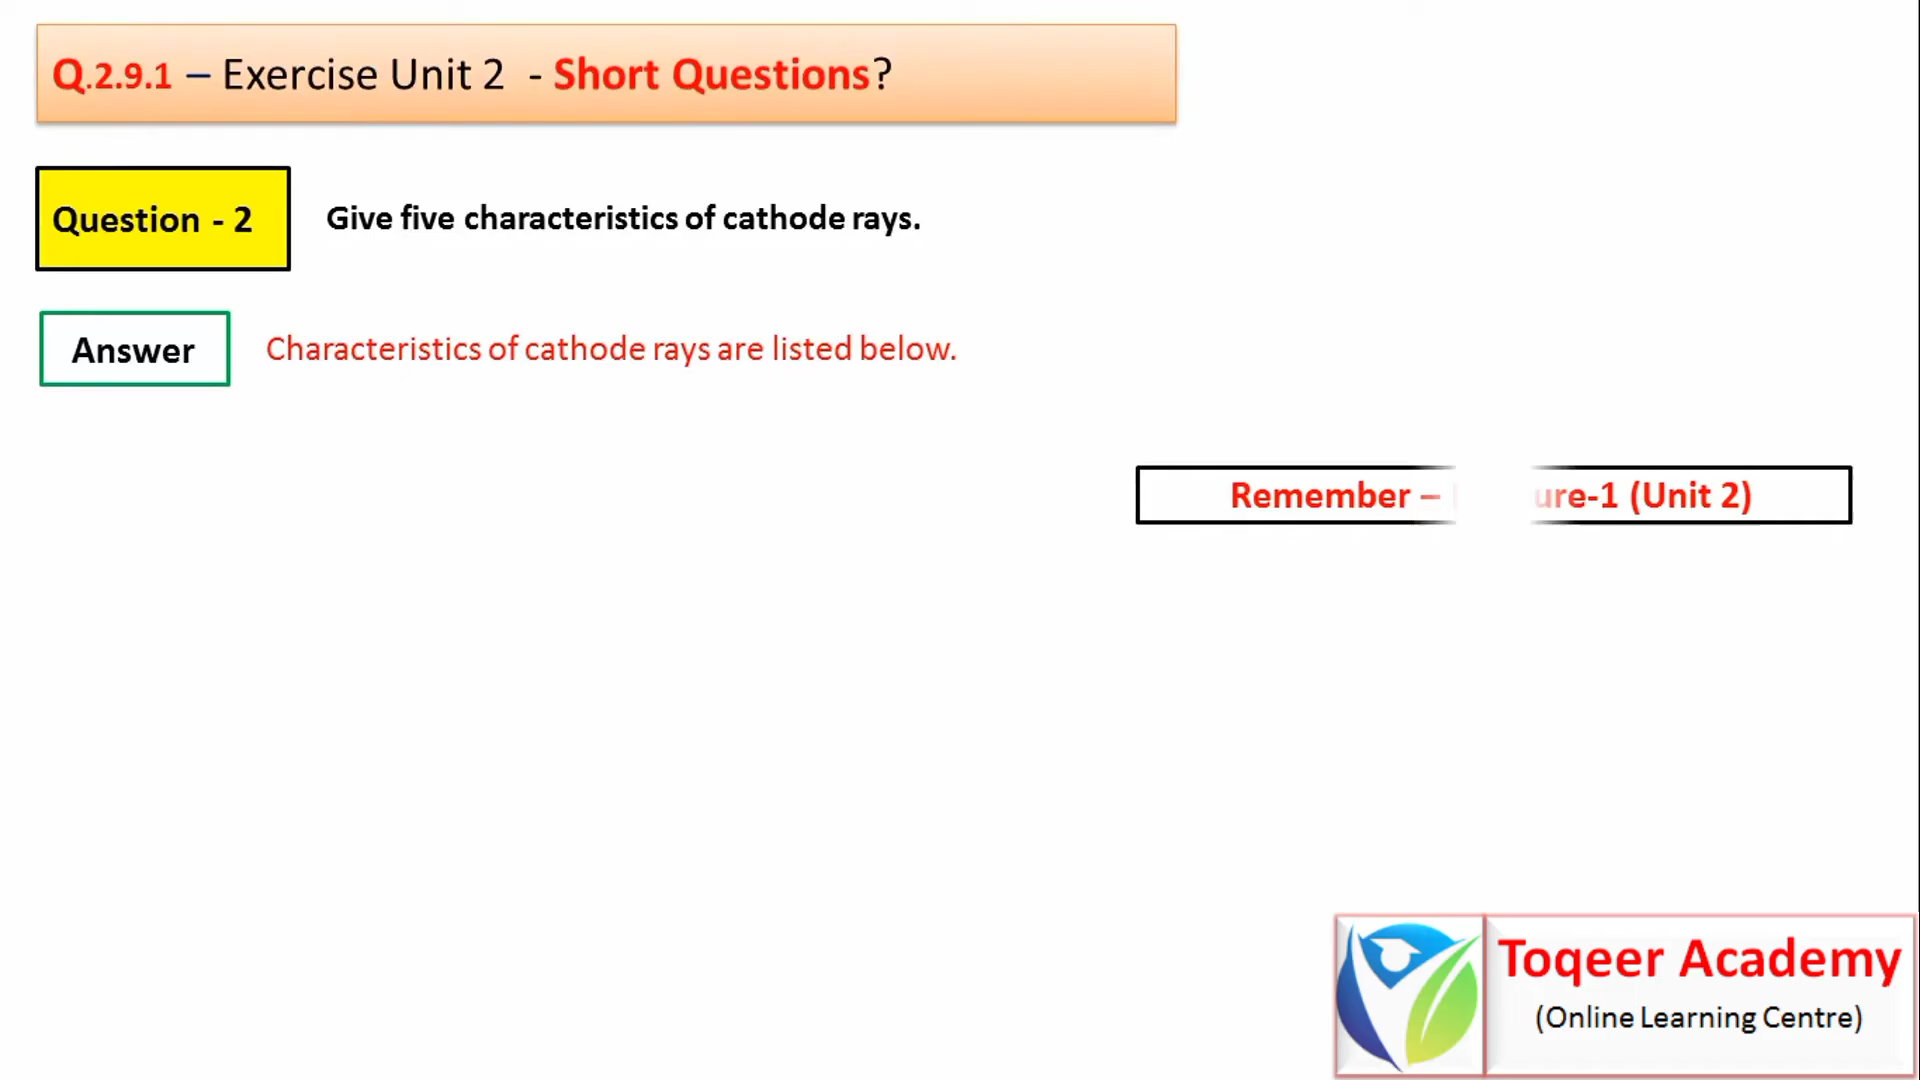 Q.2.9.1 – Exercise Unit 2 - Short Questions?
Question - 2
Give five characteristics of cathode rays.
Answer
Characteristics of cathode rays are listed below.
Remember – ure-1 (Unit 2)
Toqeer Academy
(Online Learning Centre)